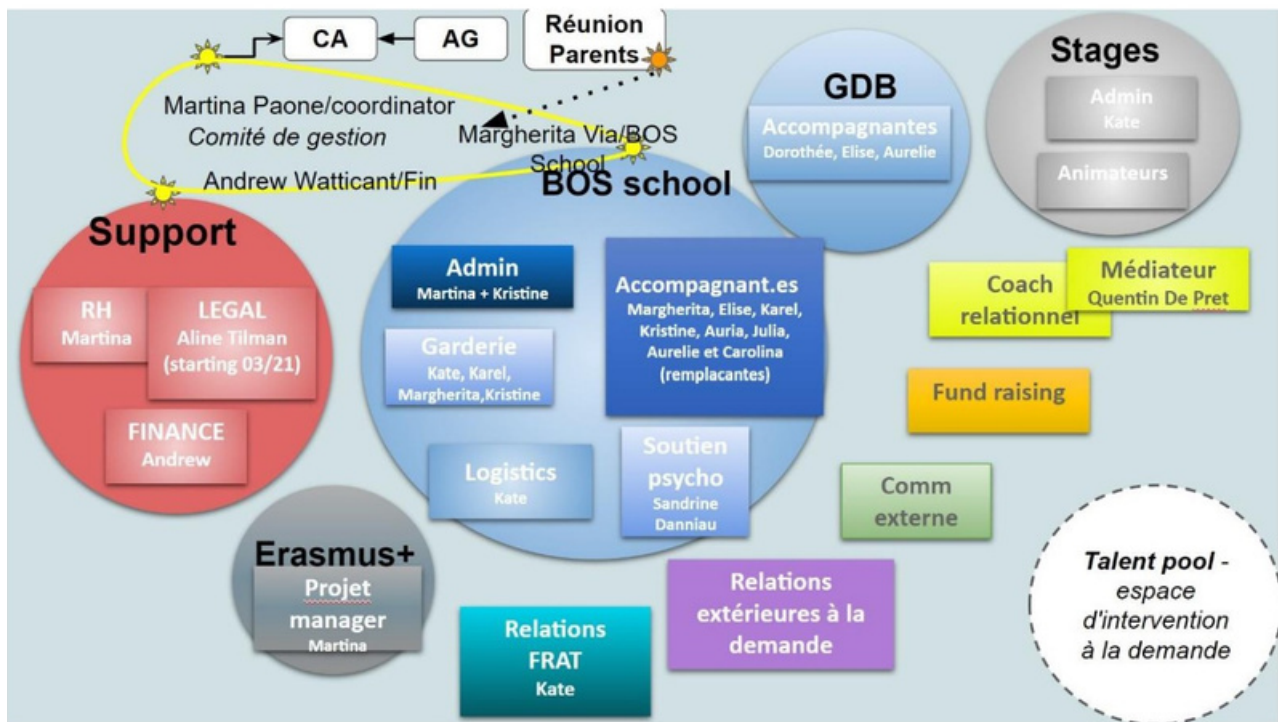 CA
AG
Réunion
Parents
Martina Paone/coordinator
Comité de gestion
Margherita Via/BOS
School
Andrew Watticant/Fin
Support
RH
Martina
LEGAL
Aline Tilman
(starting 03/21)
FINANCE
Andrew
BOS school
Admin
Martina + Kristine
Accompagnant.es
Margherita, Elise, Karel,
Kristine, Auria, Julia,
Aurelie et Carolina
(remplacantes)
Garderie
Kate, Karel,
Margherita,Kristine
Logistics
Kate
Soutien
psycho
Sandrine
Danniau
GDB
Accompagnantes
Dorothée, Elise, Aurelie
Stages
Admin
Kate
Animateurs
Coach
relationnel
Médiateur
Quentin De Pret
Fund raising
Comm
externe
Erasmus+
Projet
manager
Martina
Relations
FRAT
Kate
Relations
extérieures à la
demande
Talent pool -
espace
d'intervention
à la demande